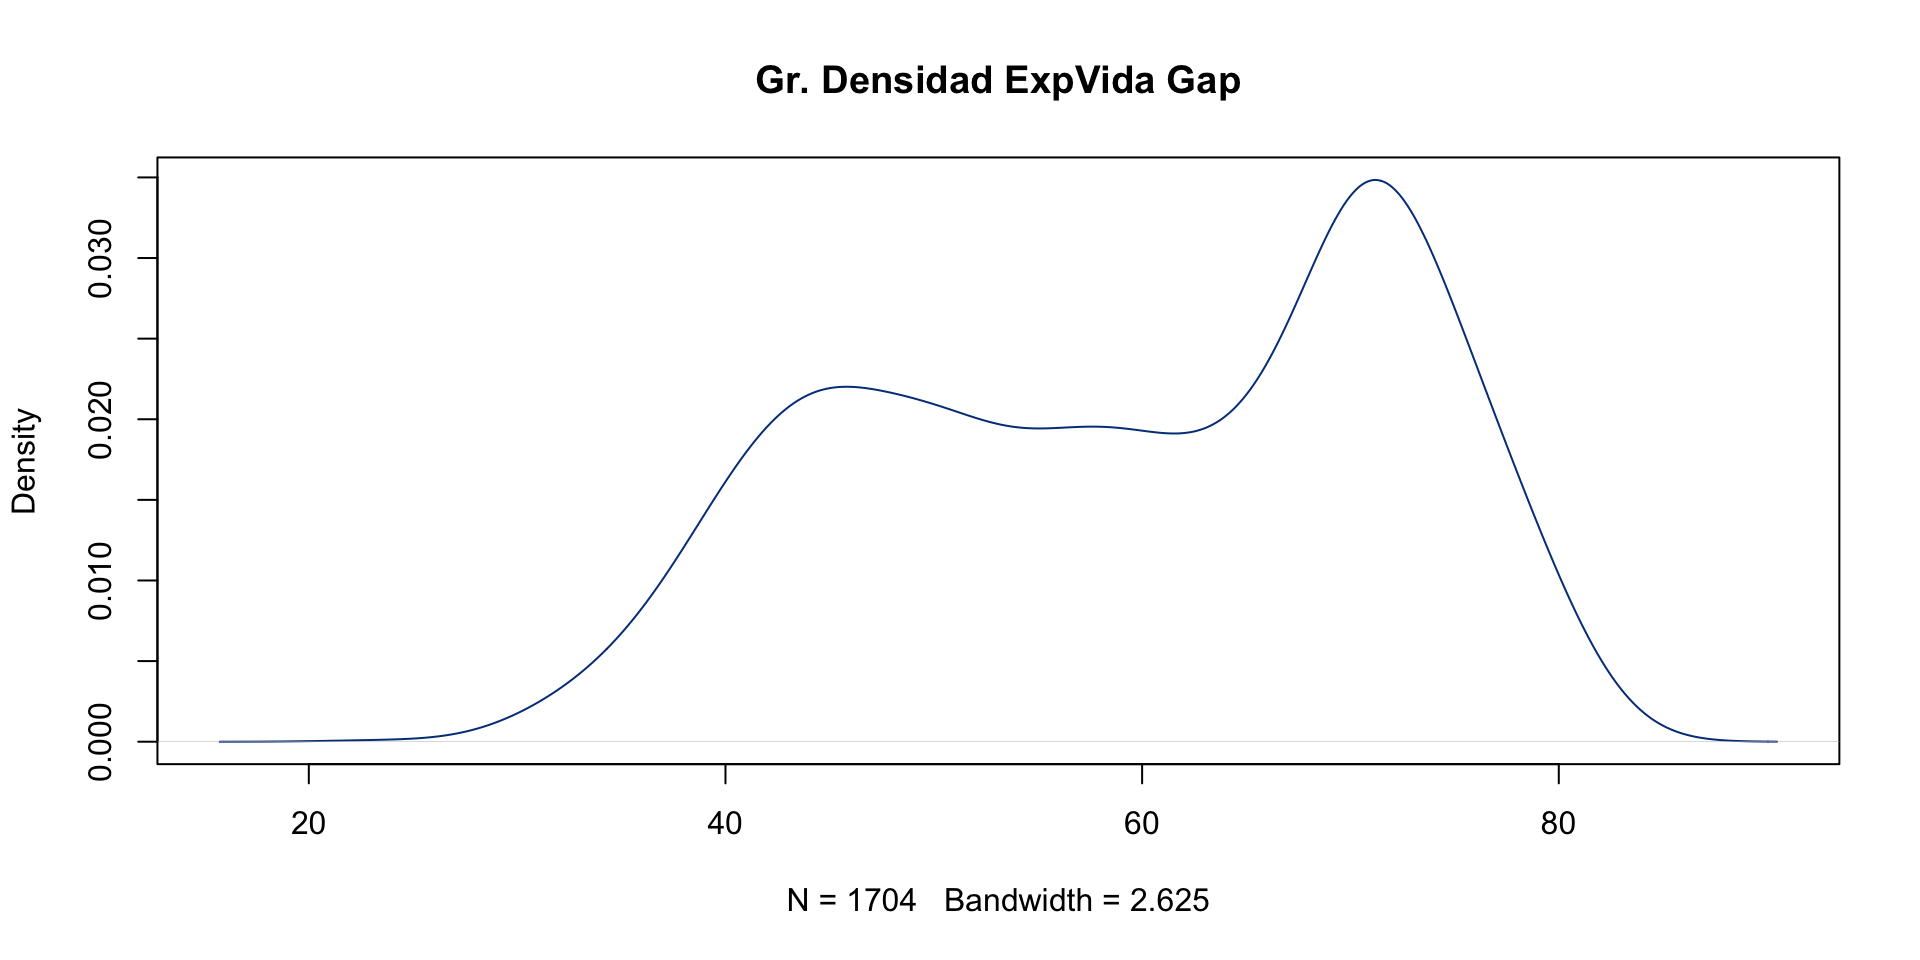 Gr. Densidad ExpVida Gap
Density
0.030
0.020
0.010
0.000
20 40 60 80
N = 1704 Bandwidth = 2.625